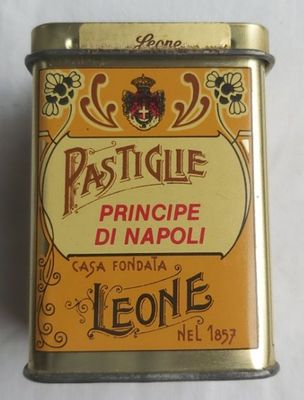 Leone
PASTIGLIE
PRINCIPE
DI NAPOLI
CASA FONDATA
LEONE
NEL 1857